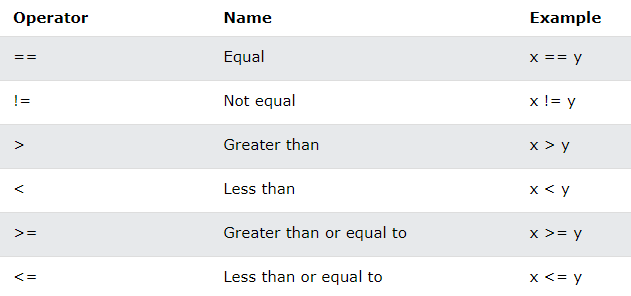 Operator Name Example
== Equal x == y
!= Not equal x != y
> Greater than x > y
< Less than x < y
>= Greater than or equal to x >= y
<= Less than or equal to x <= y